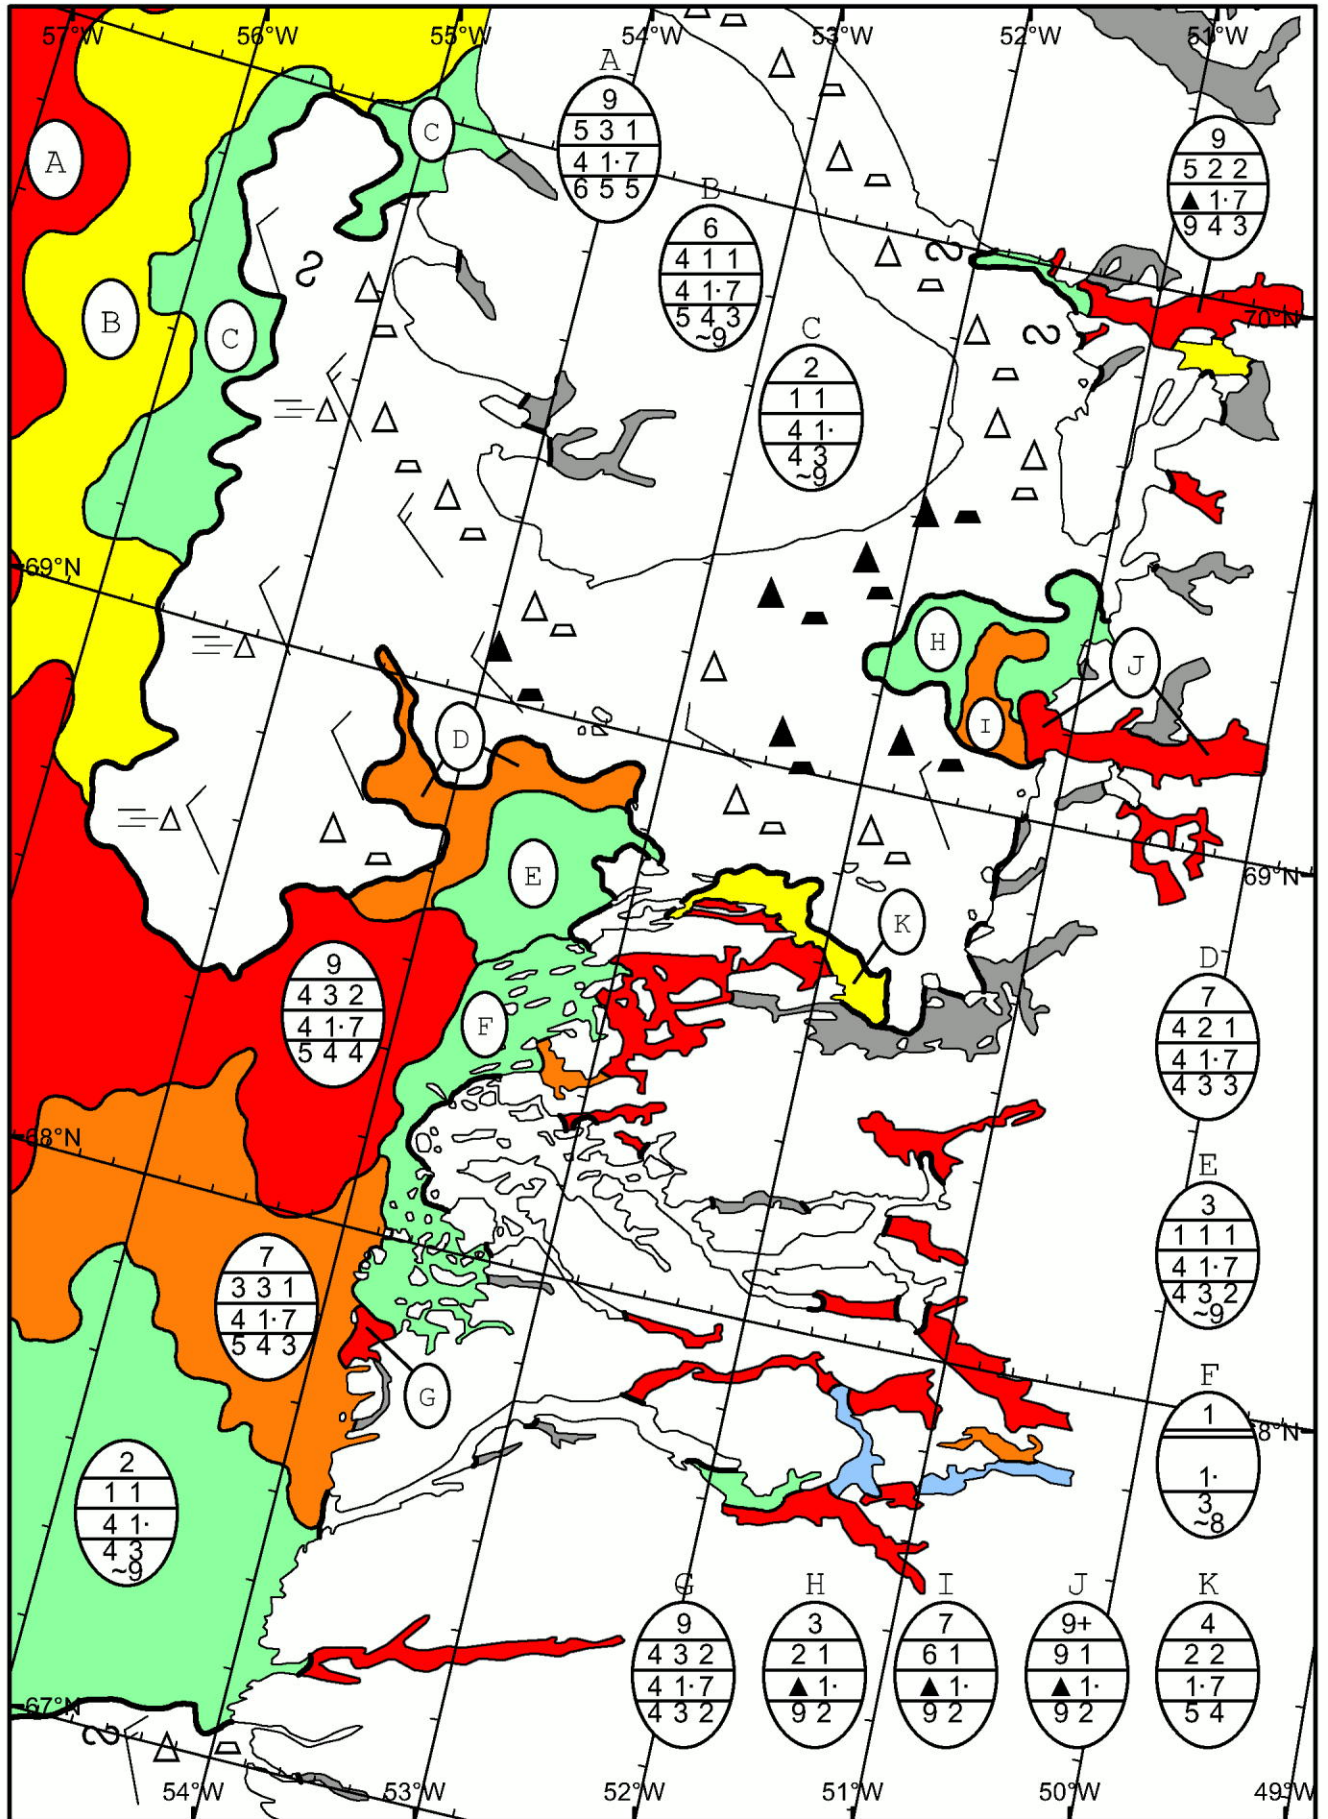 57°W 56°W 55°W 54°W 53°W 52°W 51°W
A
9
5 3 1
4 1·7
6 5 5
C
A
9
5 2 2
▲ 1·7
9 4 3
B
6
4 1 1
4 1·7
5 4 3
~9
B
C
70°N
C
2
1 1
4 1·
4 3
~9
69°N
H
J
I
D
E
69°N
K
9
4 3 2
4 1·7
5 4 4
D
7
4 2 1
4 1·7
4 3 3
F
68°N
E
3
1 1 1
4 1·7
4 3 2
~9
7
3 3 1
4 1·7
5 4 3
G
F
1
1·
3
~8
8°N
2
1 1
4 1·
4 3
~9
G
9
4 3 2
4 1·7
4 3 2
H
3
2 1
▲ 1·
9 2
I
7
6 1
▲ 1·
9 2
J
9+
9 1
▲ 1·
9 2
K
4
2 2
1·7
5 4
67°N
54°W 53°W 52°W 51°W 50°W 49°W